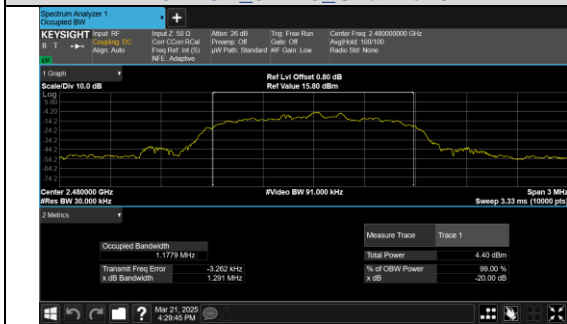 Spectrum Analyzer 1
Occupied BW
+
KEYSIGHT Input: RF Input Z: 50 Ω Atten: 26 dB Trig: Free Run Center Freq: 2.480000000 GHz
R T Coupling: DC Corr CCorr RCal Preamp: Off Gate: Off Avg|Hold: 100/100
Align: Auto Freq Ref: Int (S) µW Path: Standard #IF Gain: Low Radio Std: None
NFE: Adaptive
1 Graph
Scale/Div 10.0 dB Ref Lvl Offset 0.80 dB
Ref Value 15.80 dBm
Log
5.80
-4.20
-14.2
-24.2
-34.2
-44.2
-54.2
-64.2
-74.2
Center 2.480000 GHz #Video BW 91.000 kHz Span 3 MHz
#Res BW 30.000 kHz Sweep 3.33 ms (10000 pts)
2 Metrics
Measure Trace Trace 1
Occupied Bandwidth
1.1779 MHz Total Power 4.40 dBm
Transmit Freq Error -3.262 kHz % of OBW Power 99.00 %
x dB Bandwidth 1.291 MHz x dB -20.00 dB
? Mar 21, 2025
4:29:45 PM